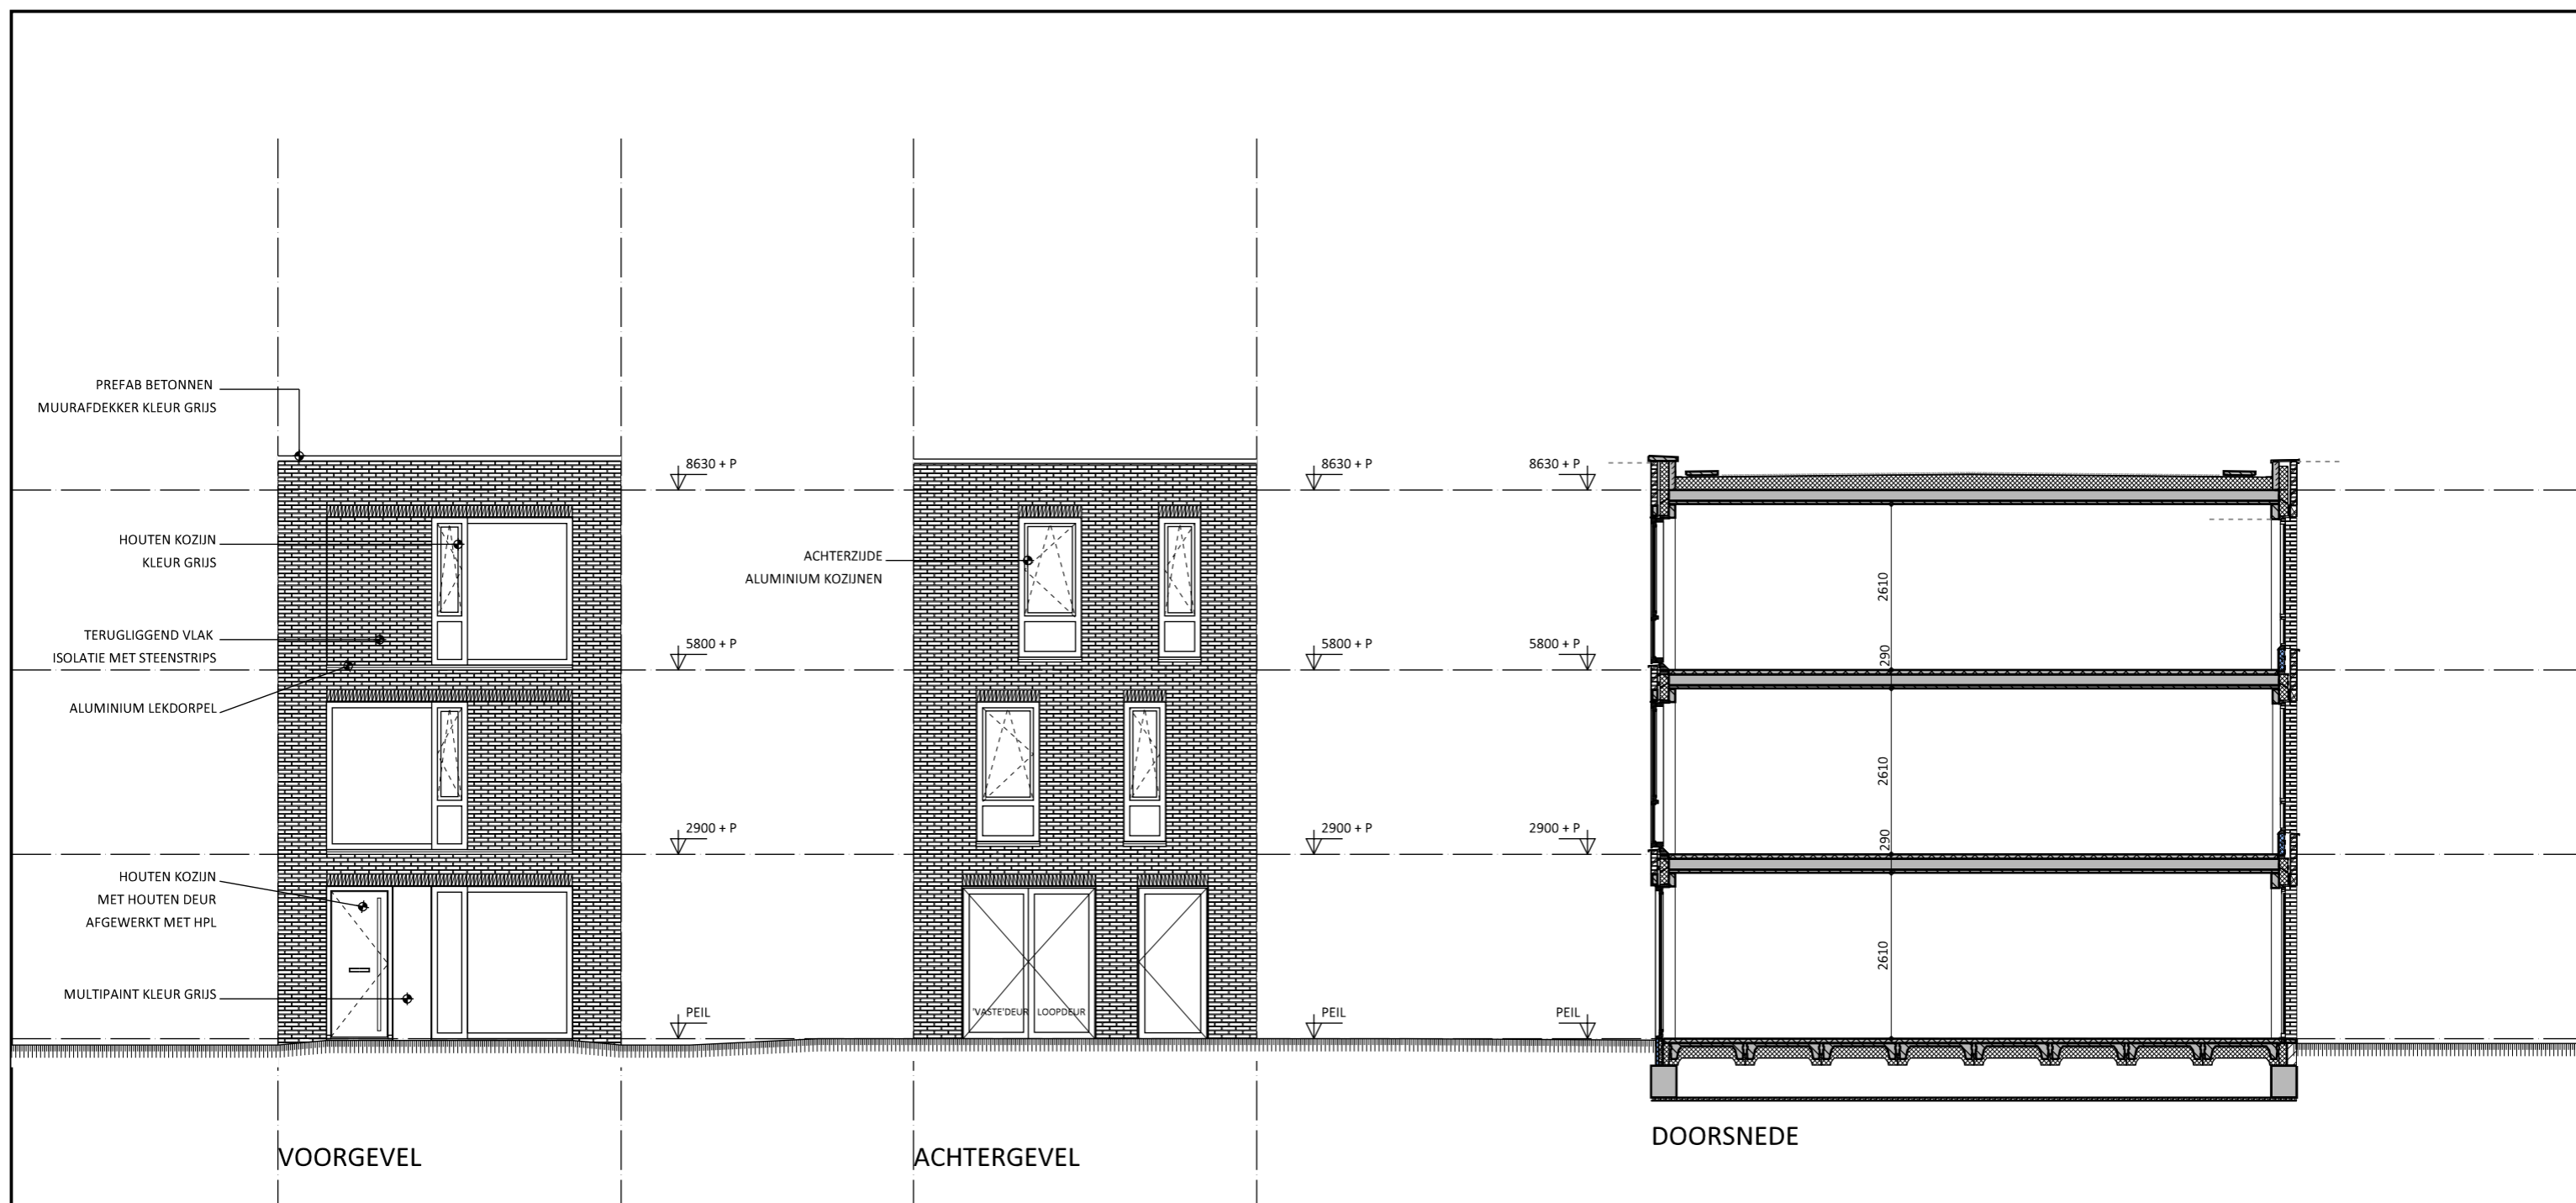 PREFAB BETONNEN
MUURAFDEKKER KLEUR GRIJS
HOUTEN KOZIJN
KLEUR GRIJS
TERUGLIGGEND VLAK
ISOLATIE MET STEENSTRIPS
ALUMINIUM LEKDORPEL
HOUTEN KOZIJN
MET HOUTEN DEUR
AFGEWERKT MET HPL
MULTIPAINT KLEUR GRIJS
8630 + P
5800 + P
2900 + P
PEIL
VOORGEVEL
ACHTERZIJDE
ALUMINIUM KOZIJNEN
'VASTE'DEUR
LOOPDEUR
8630 + P
5800 + P
2900 + P
PEIL
ACHTERGEVEL
8630 + P
5800 + P
2900 + P
PEIL
2610
290
2610
290
2610
DOORSNEDE